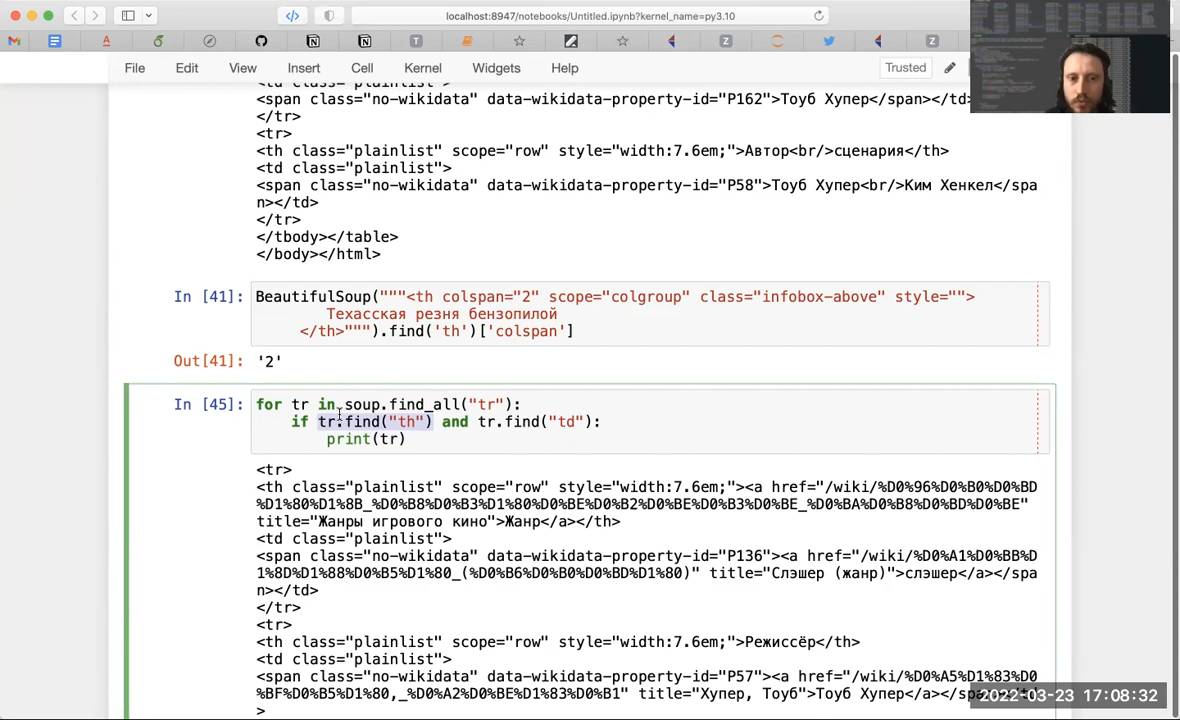 localhost:8947/notebooks/Untitled.ipynb?kernel_name=py3.10
File Edit View Insert Cell Kernel Widgets Help Trusted
<span class="no-wikidata" data-wikidata-property-id="P162">Тоуб Хупер</span></td>
</tr>
<tr>
<th class="plainlist" scope="row" style="width:7.6em;">Автор<br/>сценария</th>
<td class="plainlist">
<span class="no-wikidata" data-wikidata-property-id="P58">Тоуб Хупер<br/>Ким Хенкел</spa
n></td>
</tr>
</tbody></table>
</body></html>
In [41]: BeautifulSoup("""<th colspan="2" scope="colgroup" class="infobox-above" style="">
Техасская резня бензопилой
</th>""").find('th')['colspan']
Out[41]: '2'
In [45]: for tr in soup.find_all("tr"):
if tr.find("th") and tr.find("td"):
print(tr)
<tr>
<th class="plainlist" scope="row" style="width:7.6em;"><a href="/wiki/%D0%96%D0%B0%D0%BD
%D1%80%D1%8B_%D0%B8%D0%B3%D1%80%D0%BE%D0%B2%D0%BE%D0%B3%D0%BE_%D0%BA%D0%B8%D0%BD%D0%BE"
title="Жанры игрового кино">Жанр</a></th>
<td class="plainlist">
<span class="no-wikidata" data-wikidata-property-id="P136"><a href="/wiki/%D0%A1%D0%BB%D
1%8D%D1%88%D0%B5%D1%80_(%D0%B6%D0%B0%D0%BD%D1%80)" title="Слэшер (жанр)">слэшер</a></spa
n></td>
</tr>
<tr>
<th class="plainlist" scope="row" style="width:7.6em;">Режиссёр</th>
<td class="plainlist">
<span class="no-wikidata" data-wikidata-property-id="P57"><a href="/wiki/%D0%A5%D1%83%D0
%BF%D0%B5%D1%80,_%D0%A2%D0%BE%D1%83%D0%B1" title="Хупер, Тоуб">Тоуб Хупер</a></sp
>
2022-03-23 17:08:32